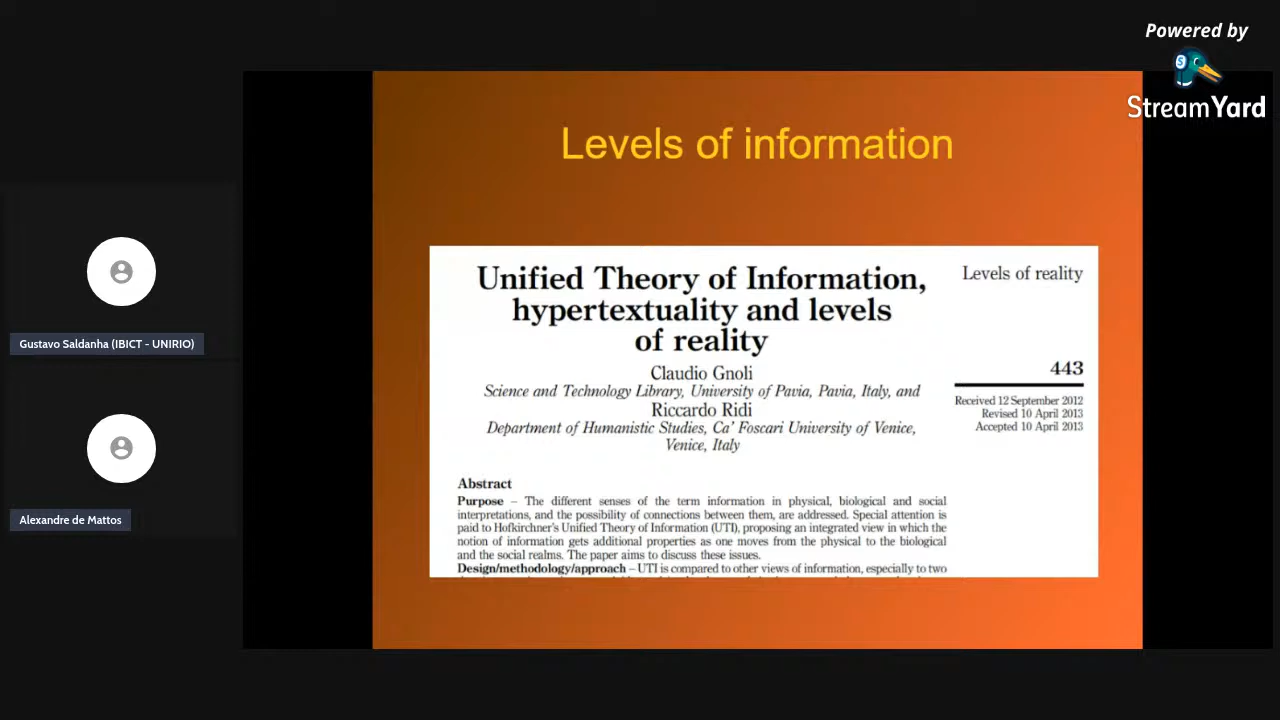 Powered by
StreamYard
Levels of information
Unified Theory of Information,
hypertextuality and levels
of reality
Claudio Gnoli
Science and Technology Library, University of Pavia, Pavia, Italy, and
Riccardo Ridi
Department of Humanistic Studies, Ca' Foscari University of Venice,
Venice, Italy
Levels of reality
443
Received 12 September 2012
Revised 10 April 2013
Accepted 10 April 2013
Abstract
Purpose – The different senses of the term information in physical, biological and social
interpretations, and the possibility of connections between them, are addressed. Special attention is
paid to Hofkirchner's Unified Theory of Information (UTI), proposing an integrated view in which the
notion of information gets additional properties as one moves from the physical to the biological
and the social realms. The paper aims to discuss these issues.
Design/methodology/approach – UTI is compared to other views of information, especially to two
Gustavo Saldanha (IBICT - UNIRIO)
Alexandre de Mattos